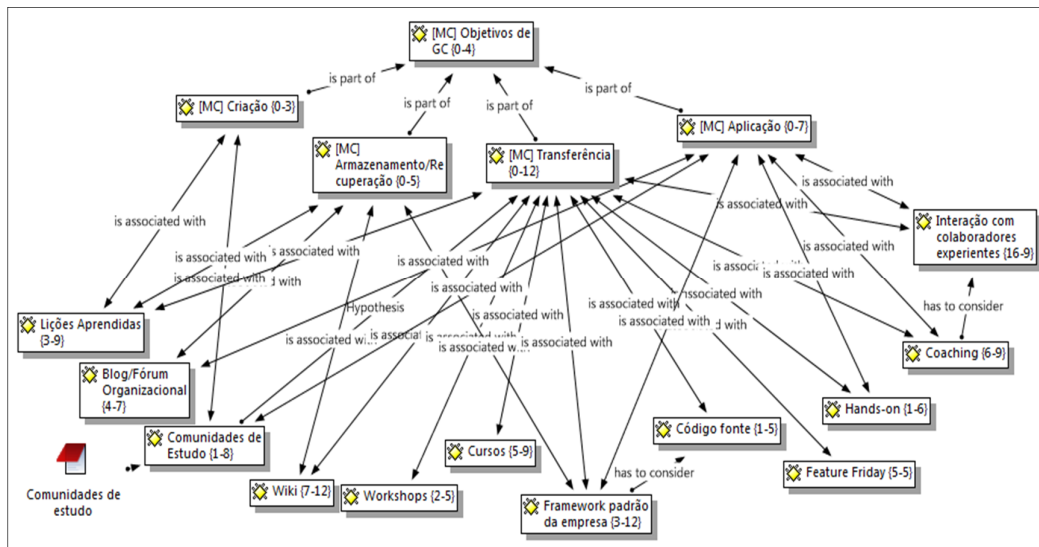 [MC] Objetivos de
GC {0-4}
is part of
is part of
is part of
is part of
[MC] Criação {0-3}
[MC]
Armazenamento/Re
cuperação {0-5}
[MC] Transferência
{0-12}
[MC] Aplicação {0-7}
is associated with
is associated with
Interação com
colaboradores
experientes {16-9}
is associated with
is associated with
is associated with
is associated with
is associated with
is associated with
is associated with
is associated with
is associated with
has to consider
Hypothesis
is associated with
is associated with
is associated with
is associated with
Lições Aprendidas
{3-9}
Blog/Fórum
Organizacional
{4-7}
Coaching {6-9}
Hands-on {1-6}
Comunidades de
Estudo {1-8}
Código fonte {1-5}
Cursos {5-9}
has to consider
Feature Friday {5-5}
Comunidades de
estudo
Wiki {7-12}
Workshops {2-5}
Framework padrão
da empresa {3-12}